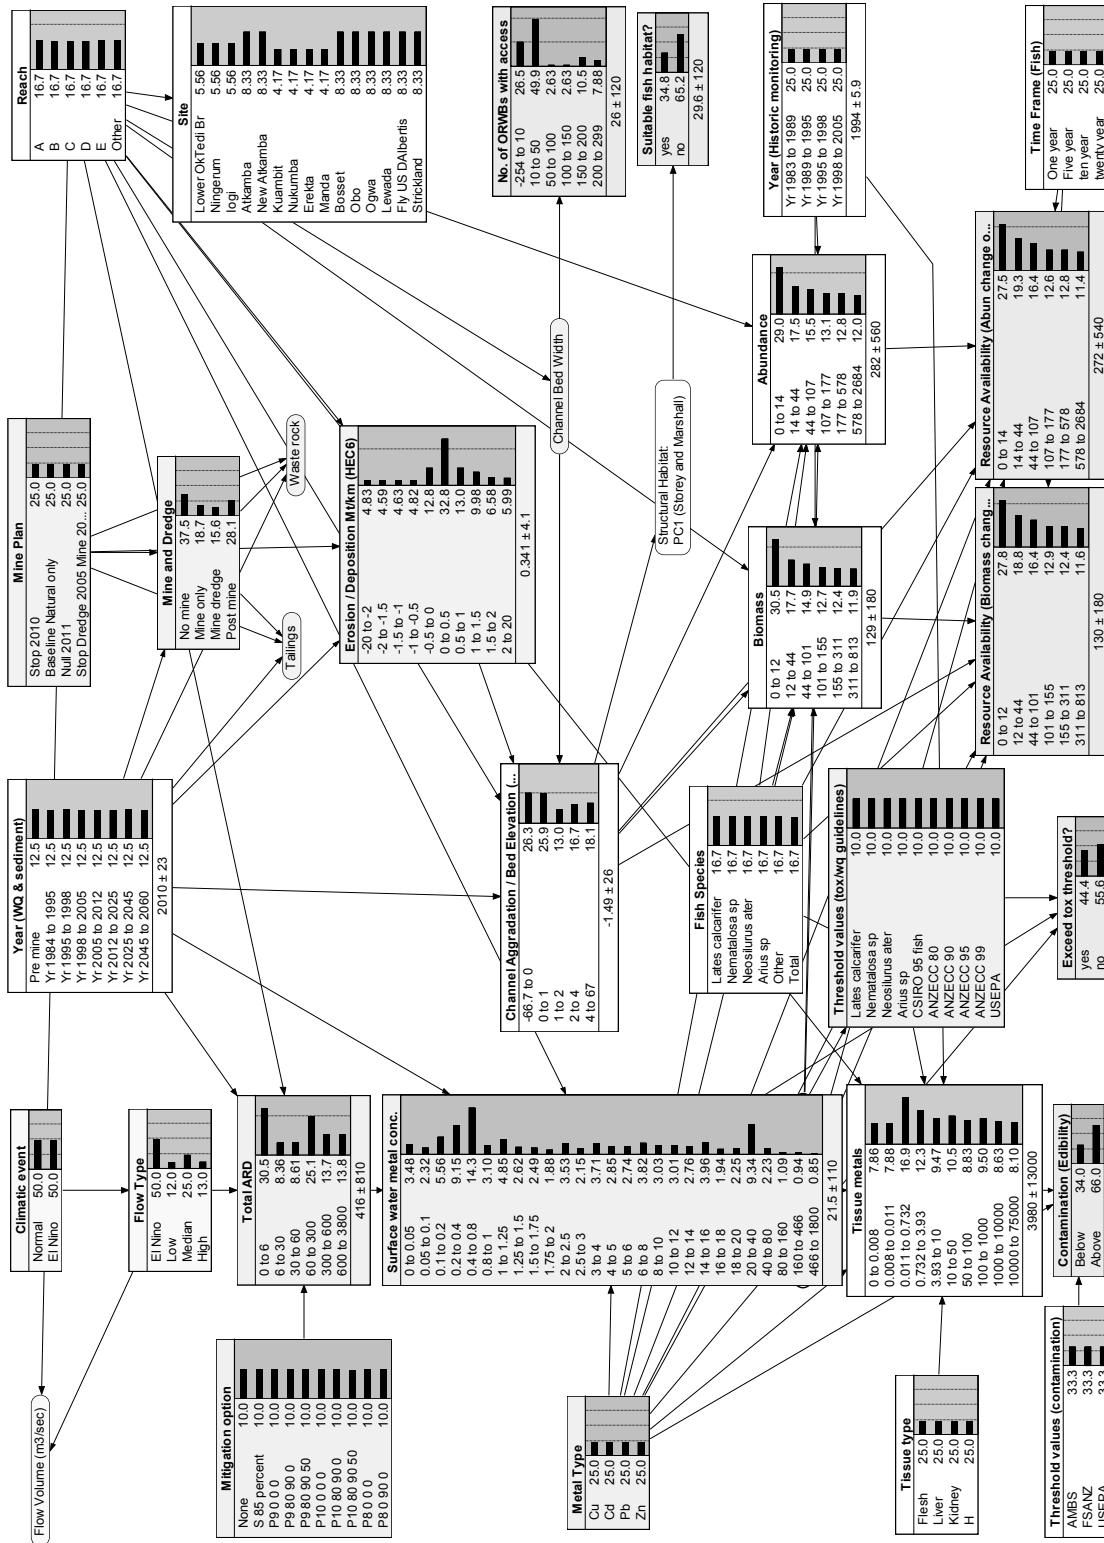 Reach
A 16.7
B 16.7
C 16.7
D 16.7
E 16.7
Other 16.7
Site
Lower OkTedi Br 5.56
Ningerum 5.56
Iogi 5.56
Atkamba 8.33
New Atkamba 8.33
Kuambit 4.17
Nukumba 4.17
Erekta 4.17
Manda 4.17
Bosset 8.33
Obo 8.33
Ogwa 8.33
Lewada 8.33
Fly US DAlbertis 8.33
Strickland 8.33
No. of ORWBs with access
-254 to 10 26.5
10 to 50 49.9
50 to 100 2.63
100 to 150 2.63
150 to 200 10.5
200 to 299 7.88
26 ± 120
Suitable fish habitat?
yes 34.8
no 65.2
29.6 ± 120
Year (Historic monitoring)
Yr 1983 to 1989 25.0
Yr 1989 to 1995 25.0
Yr 1995 to 1998 25.0
Yr 1998 to 2005 25.0
1994 ± 5.9
Time Frame (Fish)
One year 25.0
Five year 25.0
ten year 25.0
twenty year 25.0
Mine Plan
Stop 2010 25.0
Baseline Natural only 25.0
Null 2011 25.0
Stop Dredge 2005 Mine 20... 25.0
Mine and Dredge
No mine 37.5
Mine only 18.7
Mine dredge 15.6
Post mine 28.1
Waste rock
Tailings
Erosion / Deposition Mt/km (HEC6)
-20 to -2 4.83
-2 to -1.5 4.59
-1.5 to -1 4.63
-1 to -0.5 4.82
-0.5 to 0 12.8
0 to 0.5 32.8
0.5 to 1 13.0
1 to 1.5 9.98
1.5 to 2 6.58
2 to 20 5.99
0.341 ± 4.1
Channel Bed Width
Structural Habitat:
PC1 (Storey and Marshall)
Abundance
0 to 14 29.0
14 to 44 17.5
44 to 107 15.5
107 to 177 13.1
177 to 578 12.8
578 to 2684 12.0
282 ± 560
Biomass
0 to 12 30.5
12 to 44 17.7
44 to 101 14.9
101 to 155 12.7
155 to 311 12.4
311 to 813 11.9
129 ± 180
Resource Availability (Abun change o...
0 to 14 27.5
14 to 44 19.3
44 to 107 16.4
107 to 177 12.6
177 to 578 12.8
578 to 2684 11.4
272 ± 540
Resource Availability (Biomass chang...
0 to 12 27.8
12 to 44 18.8
44 to 101 16.4
101 to 155 12.9
155 to 311 12.4
311 to 813 11.6
130 ± 180
Year (WQ & sediment)
Pre mine 12.5
Yr 1984 to 1995 12.5
Yr 1995 to 1998 12.5
Yr 1998 to 2005 12.5
Yr 2005 to 2012 12.5
Yr 2012 to 2025 12.5
Yr 2025 to 2045 12.5
Yr 2045 to 2060 12.5
2010 ± 23
Channel Aggradation / Bed Elevation (...
-66.7 to 0 26.3
0 to 1 25.9
1 to 2 13.0
2 to 4 16.7
4 to 67 18.1
-1.49 ± 26
Fish Species
Lates calcarifer 16.7
Nematalosa sp 16.7
Neosilurus ater 16.7
Arius sp 16.7
Other 16.7
Total 16.7
Threshold values (tox/wq guidelines)
Lates calcarifer 10.0
Nematalosa sp 10.0
Neosilurus ater 10.0
Arius sp 10.0
CSIRO 95 fish 10.0
ANZECC 80 10.0
ANZECC 90 10.0
ANZECC 95 10.0
ANZECC 99 10.0
USEPA 10.0
Exceed tox threshold?
yes 44.4
no 55.6
Climatic event
Normal 50.0
El Nino 50.0
Flow Type
El Nino 50.0
Low 12.0
Median 25.0
High 13.0
Total ARD
0 to 6 30.5
6 to 30 8.36
30 to 60 8.61
60 to 300 25.1
300 to 600 13.7
600 to 3800 13.8
416 ± 810
Surface water metal conc.
0 to 0.05 3.48
0.05 to 0.1 2.32
0.1 to 0.2 5.56
0.2 to 0.4 9.15
0.4 to 0.8 14.3
0.8 to 1 3.10
1 to 1.25 4.85
1.25 to 1.5 2.62
1.5 to 1.75 2.49
1.75 to 2 1.88
2 to 2.5 3.53
2.5 to 3 2.15
3 to 4 3.71
4 to 5 2.85
5 to 6 2.74
6 to 8 3.82
8 to 10 3.03
10 to 12 3.01
12 to 14 2.76
14 to 16 3.96
16 to 18 1.94
18 to 20 2.25
20 to 40 9.34
40 to 80 2.23
80 to 160 1.09
160 to 466 0.94
466 to 1800 0.85
21.5 ± 10
Tissue metals
0 to 0.008 7.86
0.008 to 0.011 7.88
0.011 to 0.732 16.9
0.732 to 3.93 12.3
3.93 to 10 9.47
10 to 50 10.5
50 to 100 8.83
100 to 1000 9.50
1000 to 10000 8.63
10000 to 75000 8.10
3980 ± 13000
Contamination (Edibility)
Below 34.0
Above 66.0
Flow Volume (m3/sec)
Mitigation option
None 10.0
S 85 percent 10.0
P9 0 0 0 10.0
P9 80 90 0 10.0
P9 80 90 50 10.0
P10 0 0 0 10.0
P10 80 90 0 10.0
P10 80 90 50 10.0
P8 0 0 0 10.0
P8 0 90 0 10.0
Metal Type
Cu 25.0
Cd 25.0
Pb 25.0
Zn 25.0
Tissue type
Flesh 25.0
Liver 25.0
Kidney 25.0
H 25.0
Threshold values (contamination)
AMBS 33.3
FSANZ 33.3
USEPA 33.3